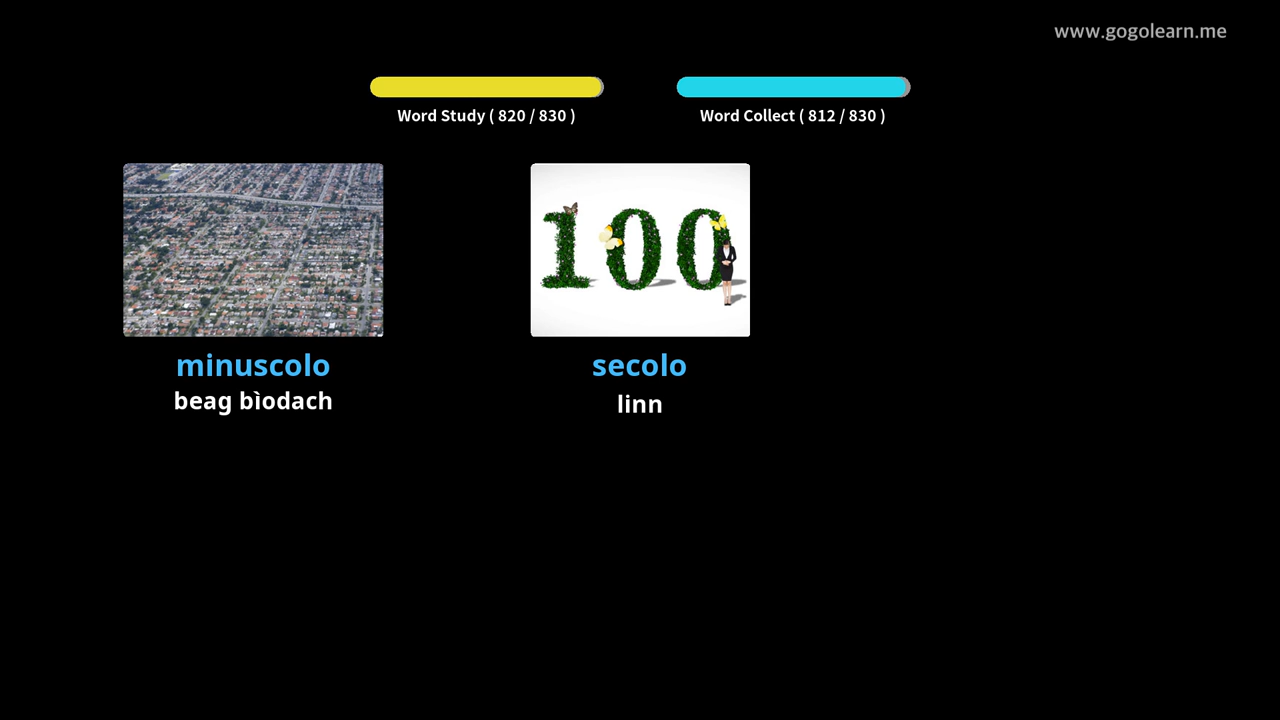 www.gogolearn.me
Word Study ( 820 / 830 )
Word Collect ( 812 / 830 )
100
minuscolo
beag bìodach
secolo
linn